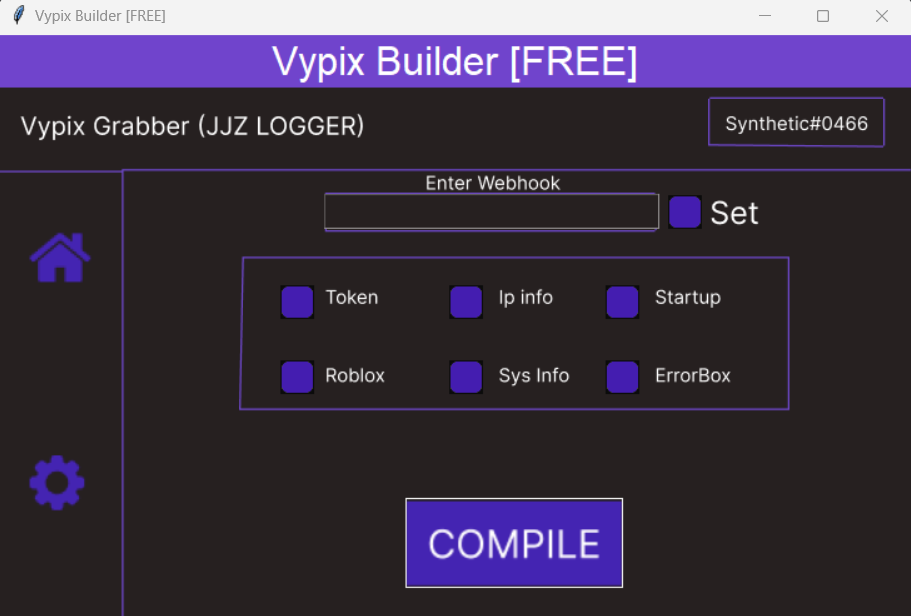 Vypix Builder [FREE]
Vypix Builder [FREE]
Vypix Grabber (JJZ LOGGER)
Synthetic#0466
Enter Webhook
Set
Token
Ip info
Startup
Roblox
Sys Info
ErrorBox
COMPILE